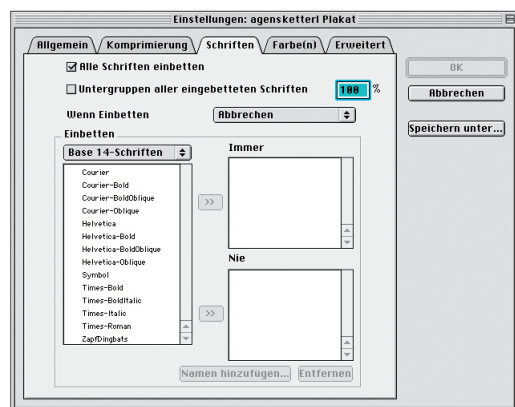 Einstellungen: agensketterl Plakat
Allgemein Komprimierung Schriften Farbe(n) Erweitert
Alle Schriften einbetten
Untergruppen aller eingebetteten Schriften 100 %
Wenn Einbetten Abbrechen
Einbetten
Base 14-Schriften
Courier
Courier-Bold
Courier-BoldOblique
Courier-Oblique
Helvetica
Helvetica-Bold
Helvetica-BoldOblique
Helvetica-Oblique
Symbol
Times-Bold
Times-BoldItalic
Times-Italic
Times-Roman
ZapfDingbats
>>
>>
Immer
Nie
Namen hinzufügen... Entfernen
OK
Abbrechen
Speichern unter...